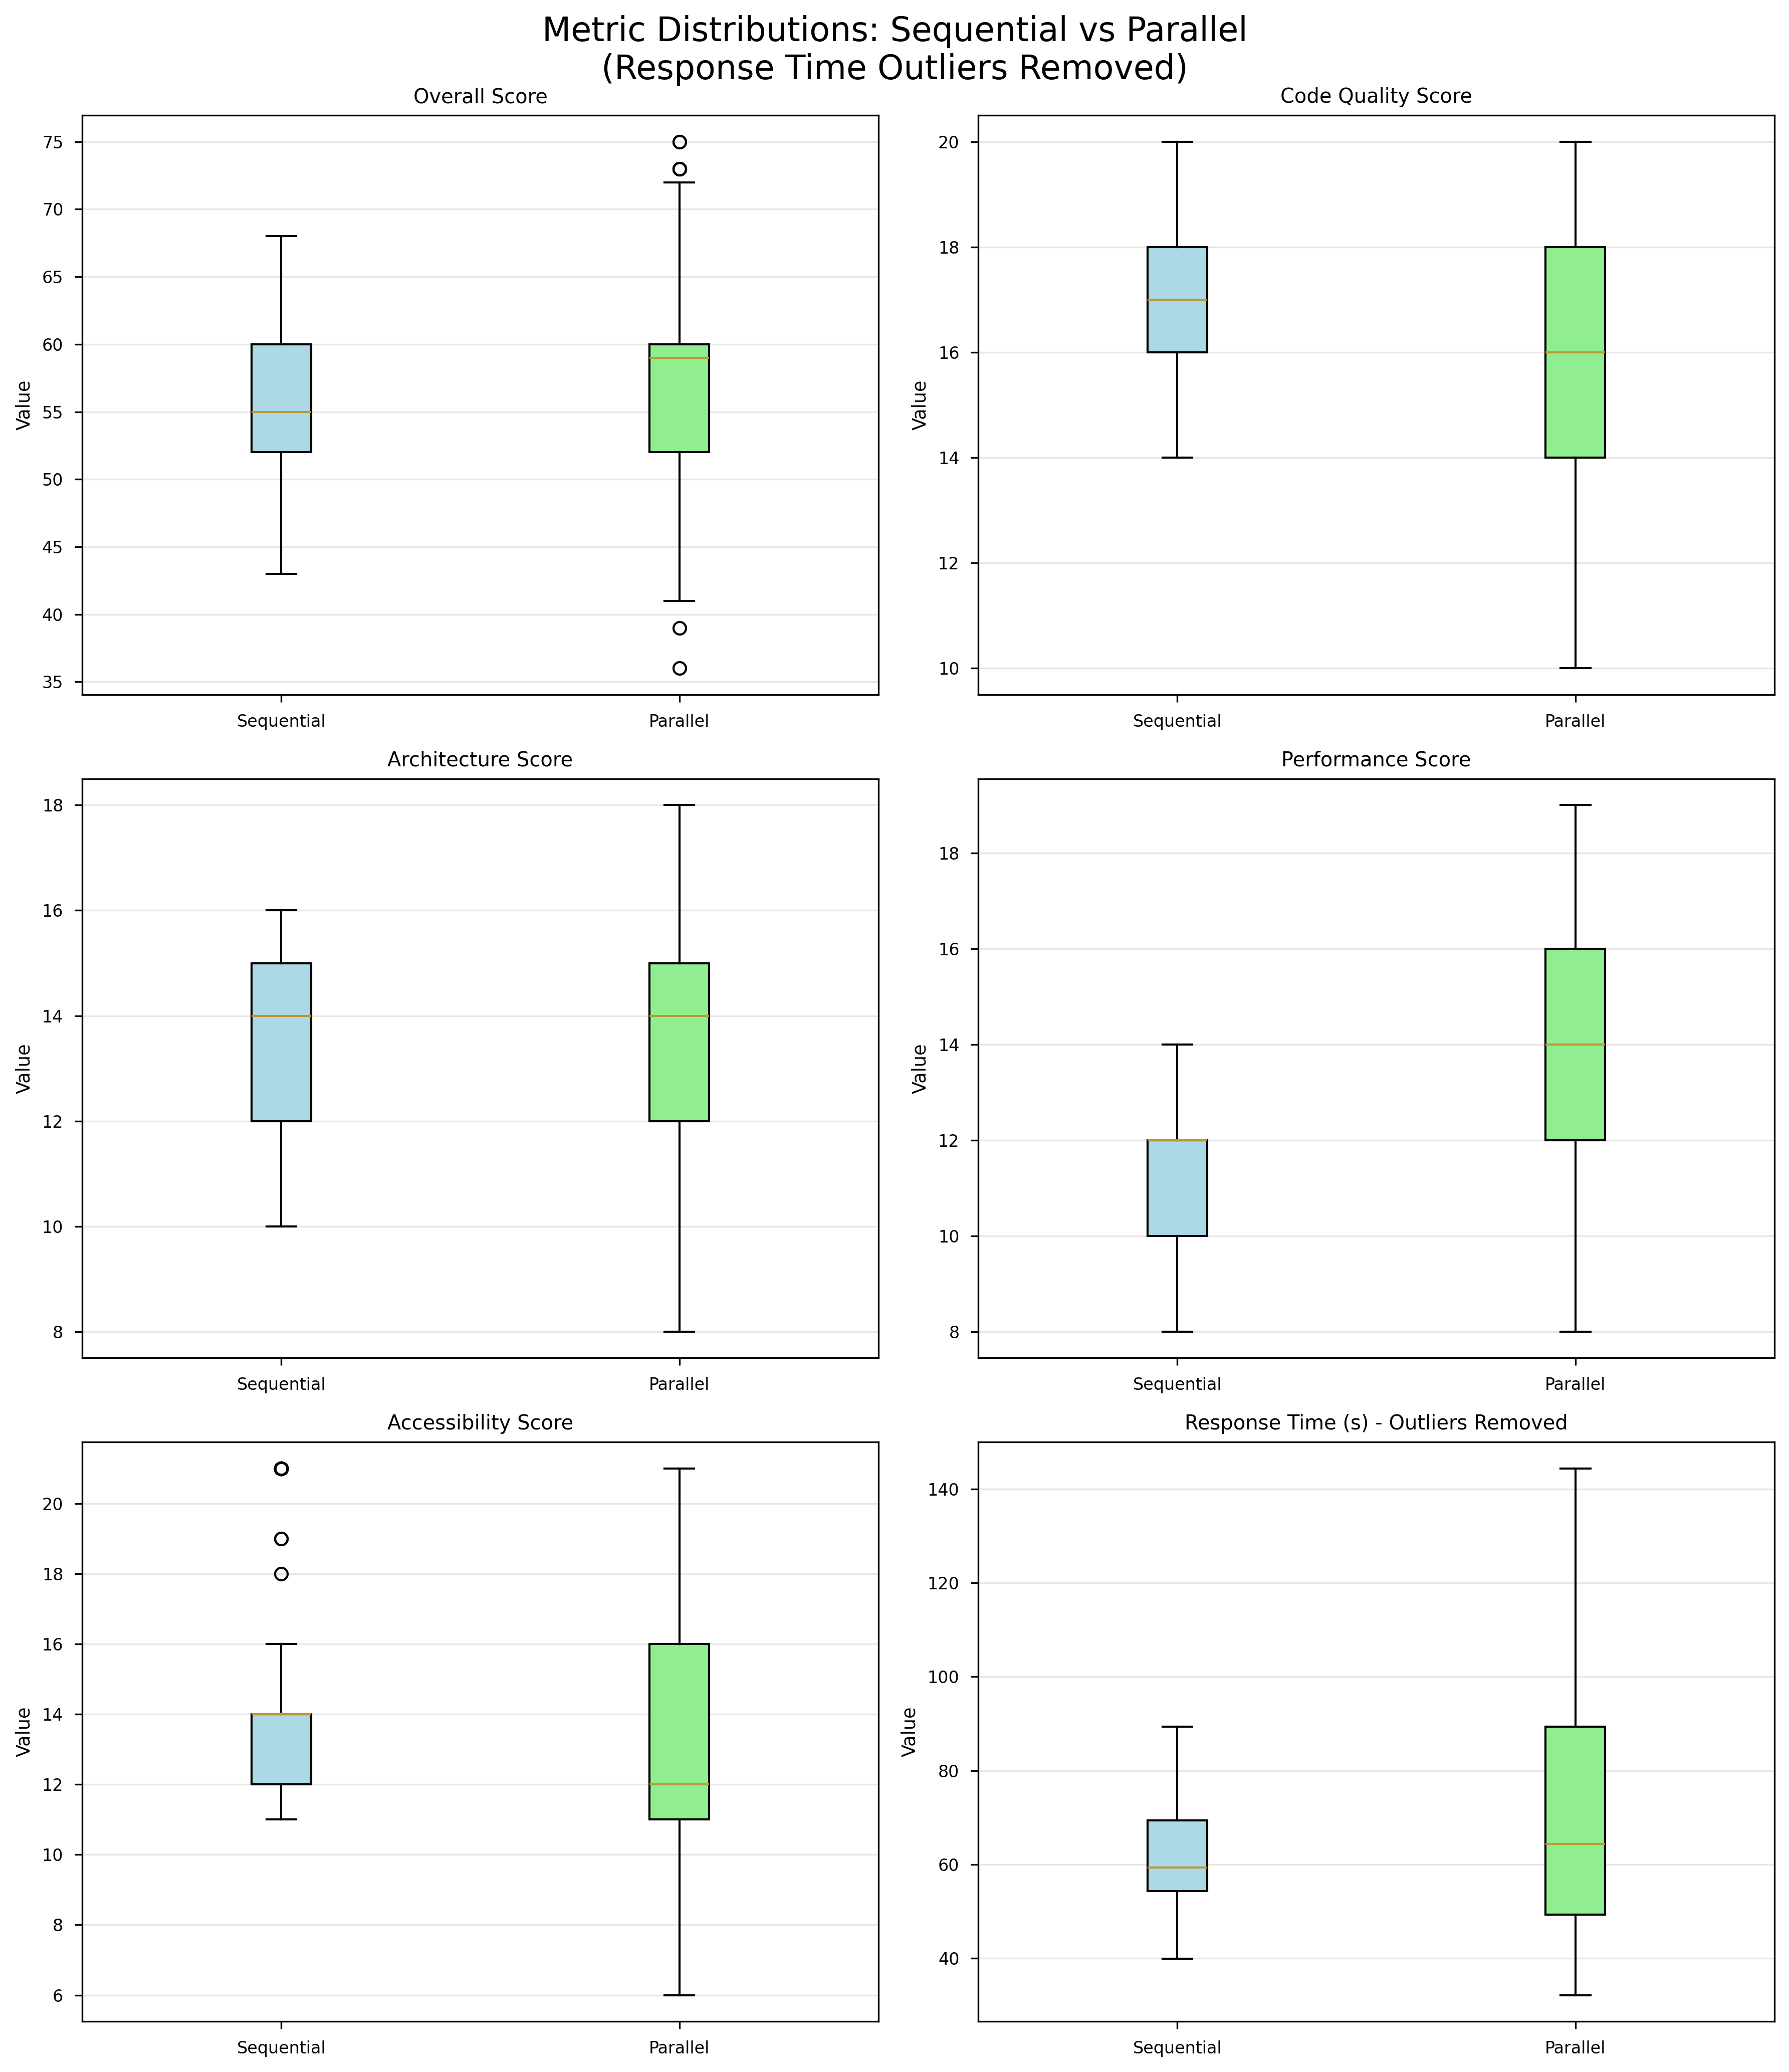 Metric Distributions: Sequential vs Parallel
(Response Time Outliers Removed)
Overall Score
Value
75
70
65
60
55
50
45
40
35
Sequential
Parallel
Code Quality Score
Value
20
18
16
14
12
10
Sequential
Parallel
Architecture Score
Value
18
16
14
12
10
8
Sequential
Parallel
Performance Score
Value
18
16
14
12
10
8
Sequential
Parallel
Accessibility Score
Value
20
18
16
14
12
10
8
6
Sequential
Parallel
Response Time (s) - Outliers Removed
Value
140
120
100
80
60
40
Sequential
Parallel